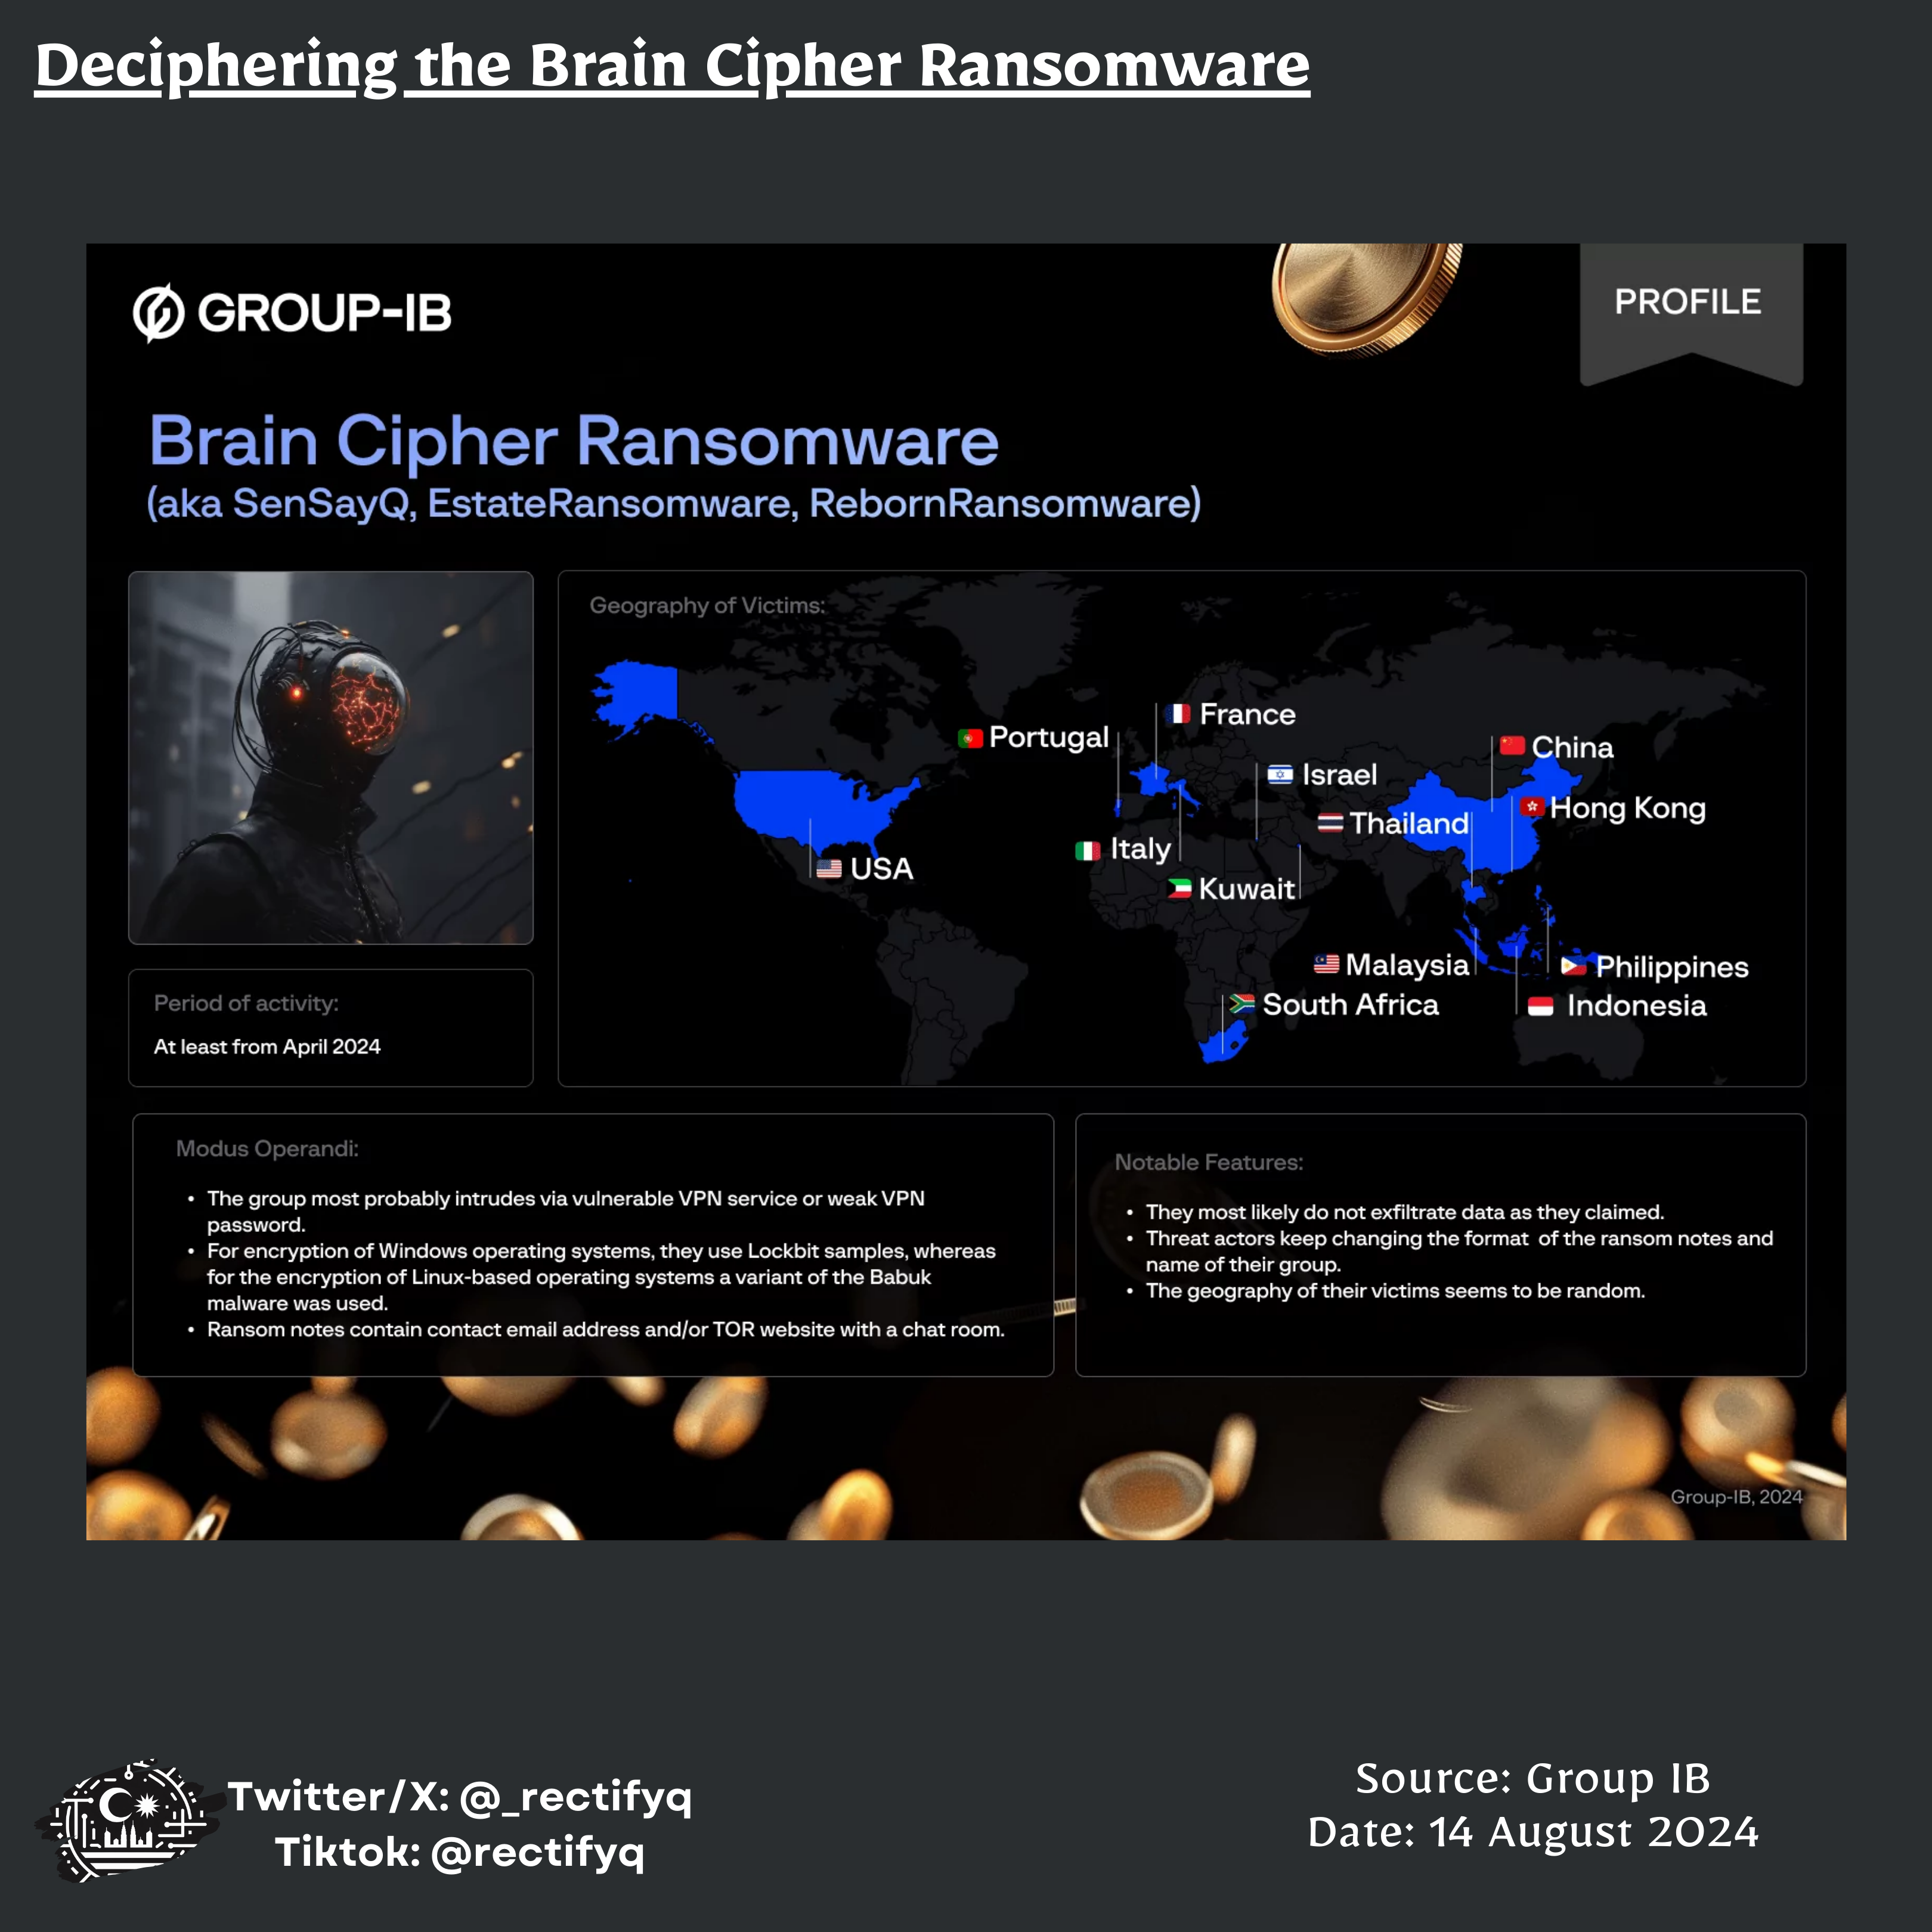 Deciphering the Brain Cipher Ransomware
GROUP-IB
PROFILE
Brain Cipher Ransomware
(aka SenSayQ, EstateRansomware, RebornRansomware)
Geography of Victims:
France
Portugal
China
Israel
Hong Kong
Thailand
Italy
USA
Kuwait
Malaysia
Philippines
South Africa
Indonesia
Period of activity:
At least from April 2024
Modus Operandi:
• The group most probably intrudes via vulnerable VPN service or weak VPN
password.
• For encryption of Windows operating systems, they use Lockbit samples, whereas
for the encryption of Linux-based operating systems a variant of the Babuk
malware was used.
• Ransom notes contain contact email address and/or TOR website with a chat room.
Notable Features:
• They most likely do not exfiltrate data as they claimed.
• Threat actors keep changing the format of the ransom notes and
name of their group.
• The geography of their victims seems to be random.
Group-IB, 2024
Twitter/X: @_rectifyq
Tiktok: @rectifyq
Source: Group IB
Date: 14 August 2024